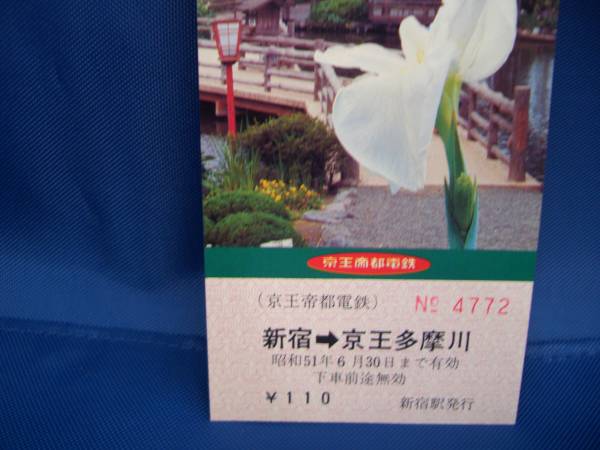 京王帝都電鉄
（京王帝都電鉄） № 4772
新宿➡京王多摩川
昭和51年6月30日まで有効
下車前途無効
￥110 新宿駅発行